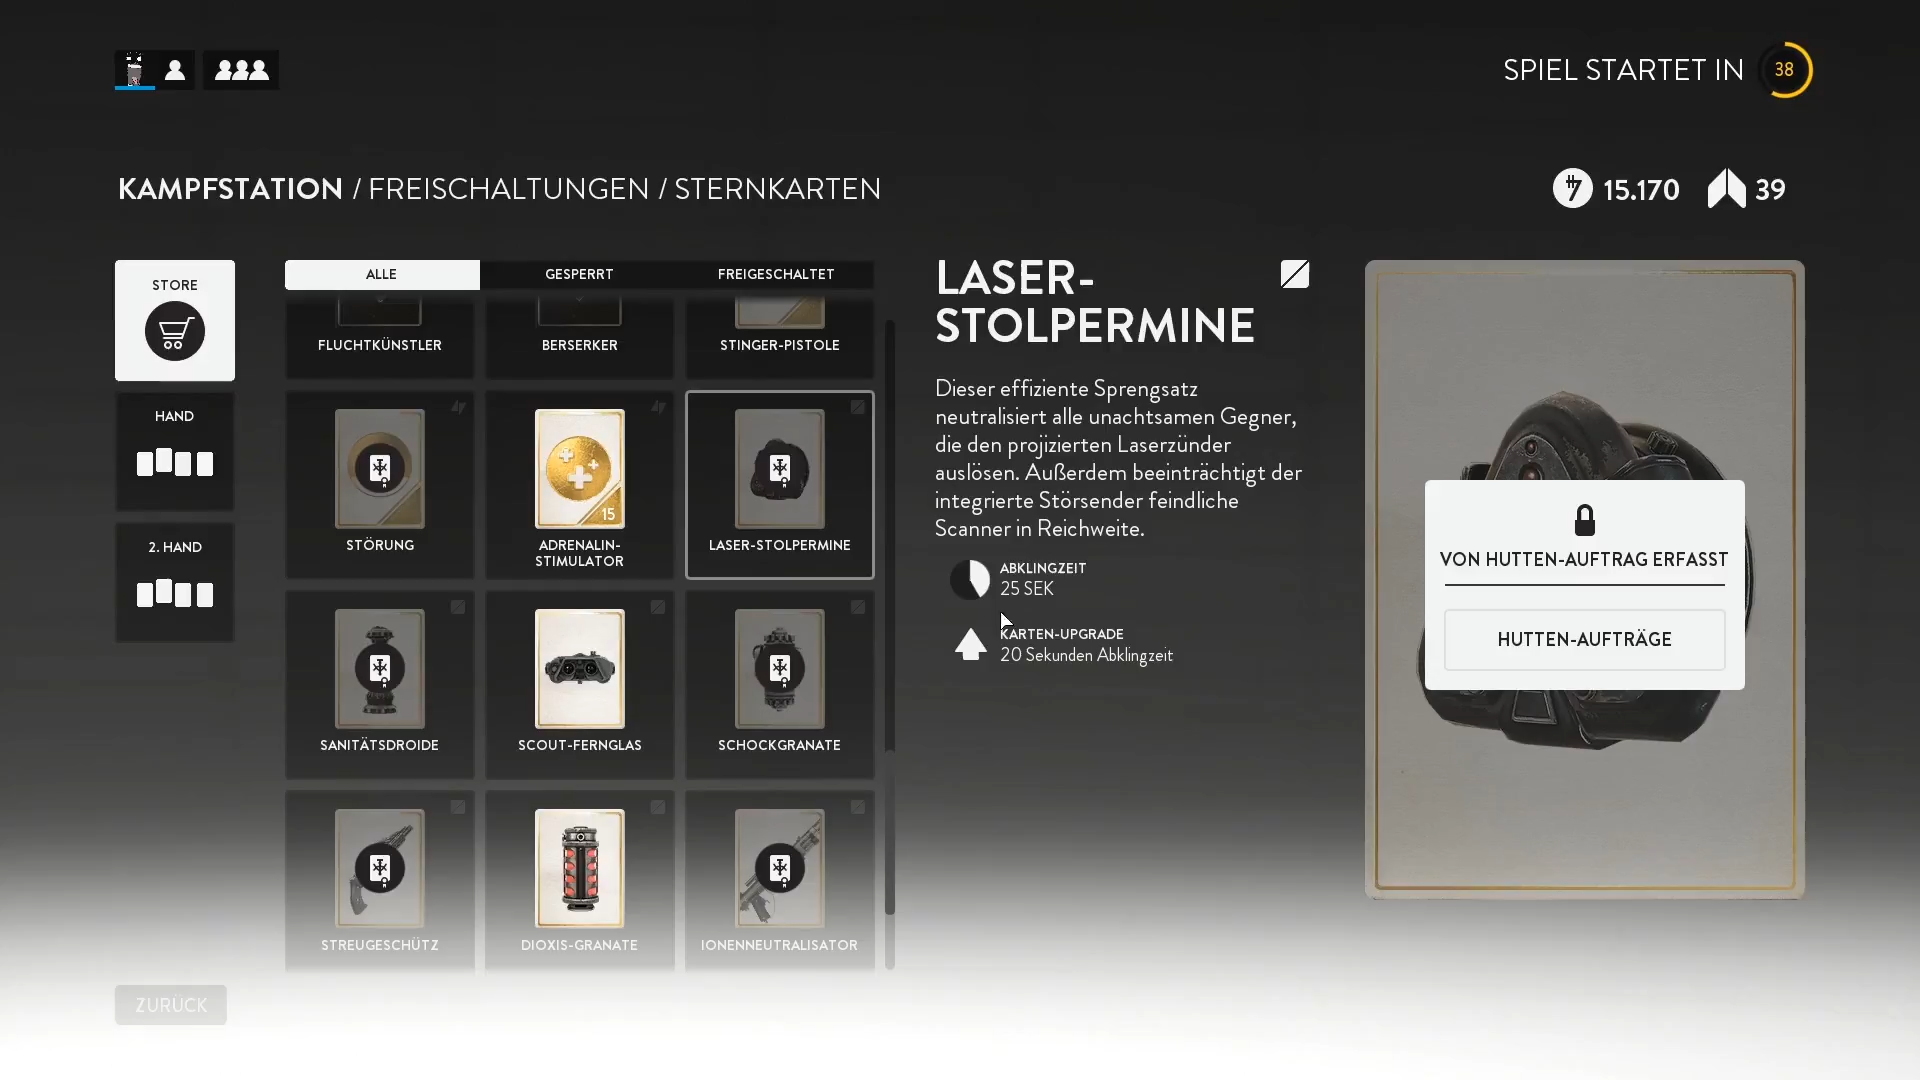 SPIEL STARTET IN 38
KAMPFSTATION / FREISCHALTUNGEN / STERNKARTEN
15.170 39
STORE
HAND
2. HAND
ALLE GESPERRT FREIGESCHALTET
FLUCHTKÜNSTLER BERSERKER STINGER-PISTOLE
15
STÖRUNG ADRENALIN- LASER-STOLPERMINE
STIMULATOR
SANITÄTSDROIDE SCOUT-FERNGLAS SCHOCKGRANATE
STREUGESCHÜTZ DIOXIS-GRANATE IONENNEUTRALISATOR
LASER-
STOLPERMINE
Dieser effiziente Sprengsatz
neutralisiert alle unachtsamen Gegner,
die den projizierten Laserzünder
auslösen. Außerdem beeinträchtigt der
integrierte Störsender feindliche
Scanner in Reichweite.
ABKLINGZEIT
25 SEK
KARTEN-UPGRADE
20 Sekunden Abklingzeit
VON HUTTEN-AUFTRAG ERFASST
HUTTEN-AUFTRÄGE
ZURÜCK